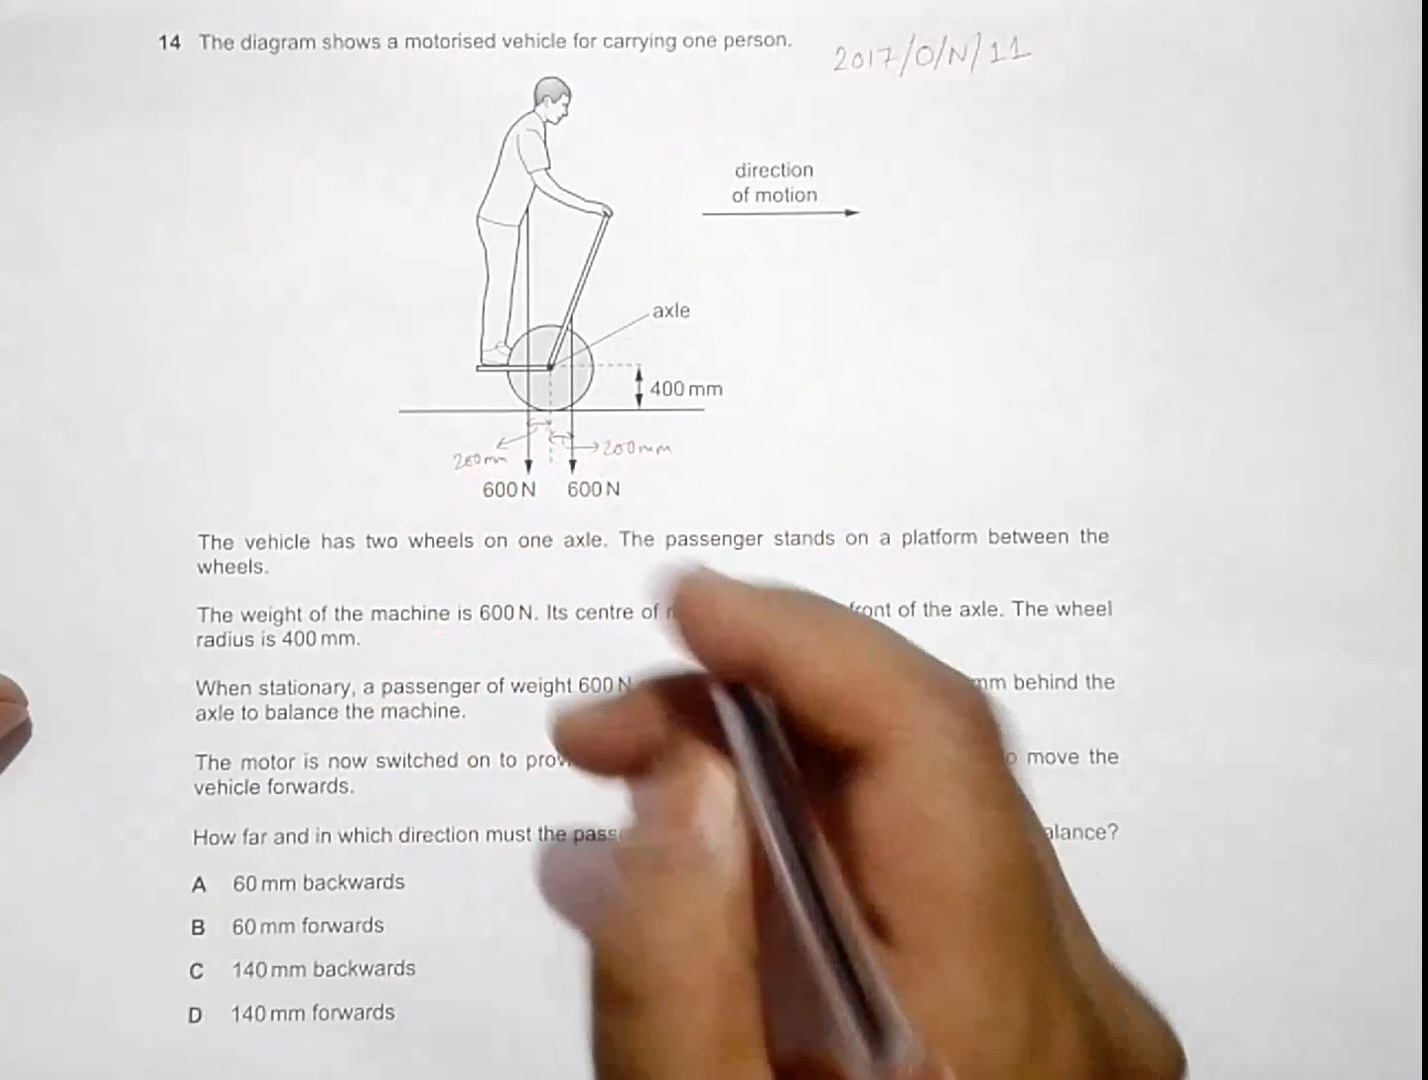 14 The diagram shows a motorised vehicle for carrying one person.
2017/O/N/11
direction
of motion
axle
400 mm
200mm
200mm
600 N 600 N
The vehicle has two wheels on one axle. The passenger stands on a platform between the
wheels.
The weight of the machine is 600 N. Its centre of front of the axle. The wheel
radius is 400 mm.
When stationary, a passenger of weight 600 N mm behind the
axle to balance the machine.
The motor is now switched on to move the
vehicle forwards.
How far and in which direction must the
A 60 mm backwards
B 60 mm forwards
C 140 mm backwards
D 140 mm forwards